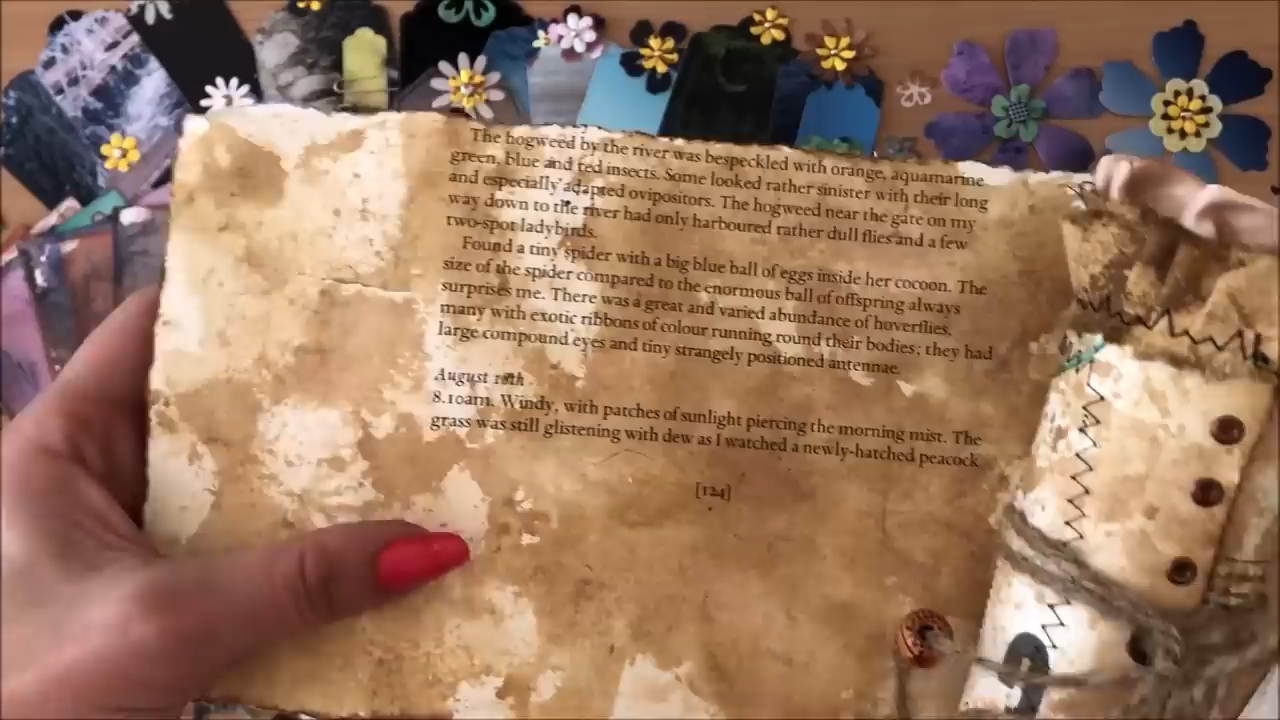 The hogweed by the river was bespeckled with orange, aquamarine
green, blue and red insects. Some looked rather sinister with their long
and especially adapted ovipositors. The hogweed near the gate on my
way down to the river had only harboured rather dull flies and a few
two-spot ladybirds.
Found a tiny spider with a big blue ball of eggs inside her cocoon. The
size of the spider compared to the enormous ball of offspring always
surprises me. There was a great and varied abundance of hoverflies,
many with exotic ribbons of colour running round their bodies; they had
large compound eyes and tiny strangely positioned antennae.
August
8.10am. Windy, with patches of sunlight piercing the morning mist. The
grass was still glistening with dew as I watched a newly-hatched peacock
[124]